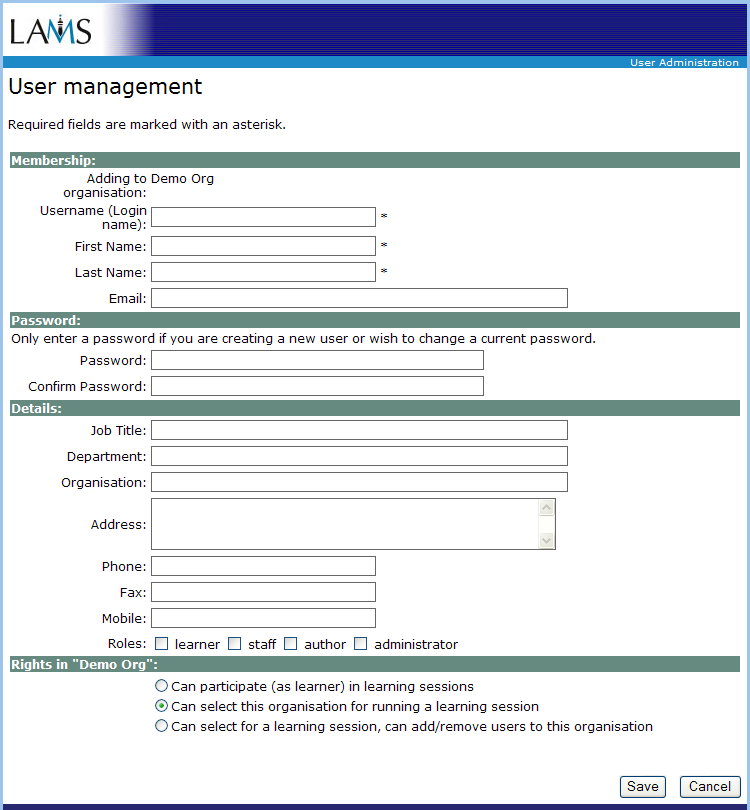 LAMS
User Administration
User management
Required fields are marked with an asterisk.
Membership:
Adding to Demo Org
organisation:
Username (Login
name): *
First Name: *
Last Name: *
Email:
Password:
Only enter a password if you are creating a new user or wish to change a current password.
Password:
Confirm Password:
Details:
Job Title:
Department:
Organisation:
Address:
Phone:
Fax:
Mobile:
Roles: learner staff author administrator
Rights in "Demo Org":
Can participate (as learner) in learning sessions
Can select this organisation for running a learning session
Can select for a learning session, can add/remove users to this organisation
Save Cancel